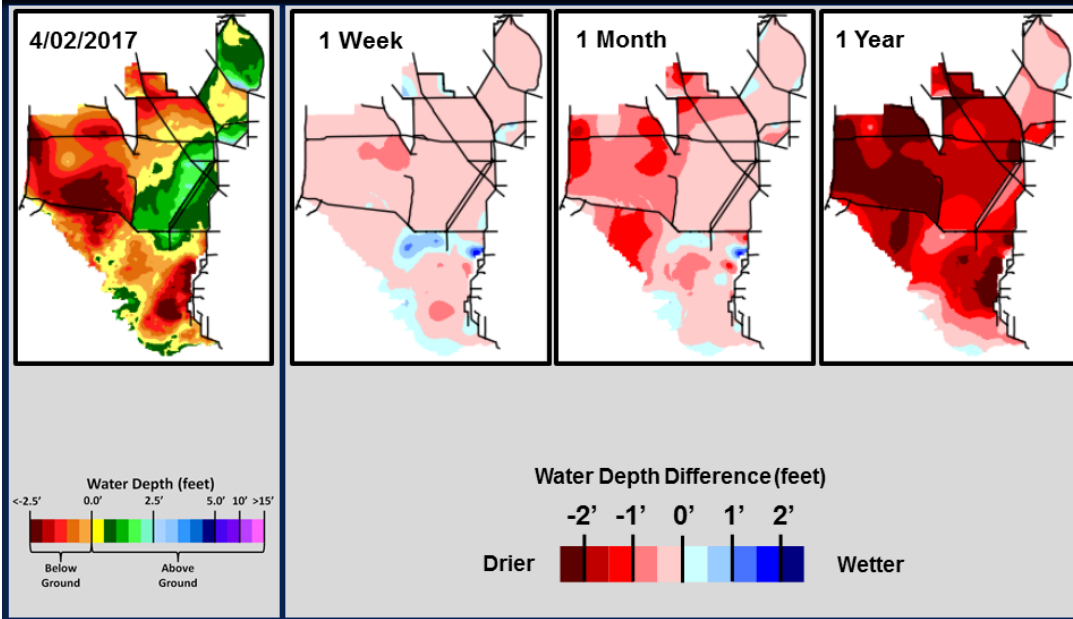 4/02/2017
1 Week
1 Month
1 Year
Water Depth (feet)
<-2.5' 0.0' 2.5' 5.0' 10' >15'
Below Ground
Above Ground
Water Depth Difference (feet)
-2' -1' 0' 1' 2'
Drier
Wetter